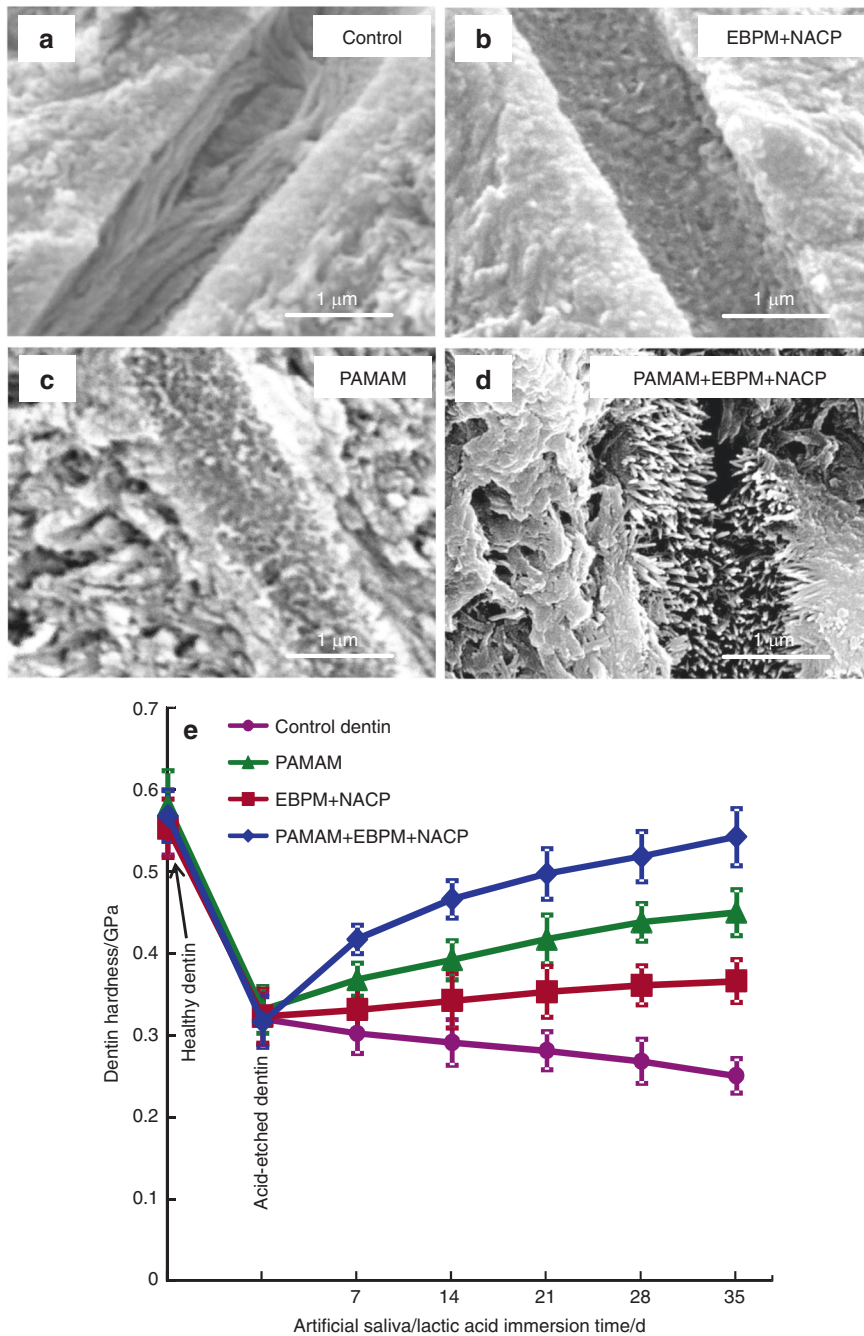 a
Control
b
EBPM+NACP
1 μm
1 μm
c
PAMAM
d
PAMAM+EBPM+NACP
1 μm
1 μm
e
Control dentin
PAMAM
EBPM+NACP
PAMAM+EBPM+NACP
0.7
0.6
0.5
0.4
0.3
0.2
0.1
0
Dentin hardness/GPa
Healthy dentin
Acid-etched dentin
7
14
21
28
35
Artificial saliva/lactic acid immersion time/d